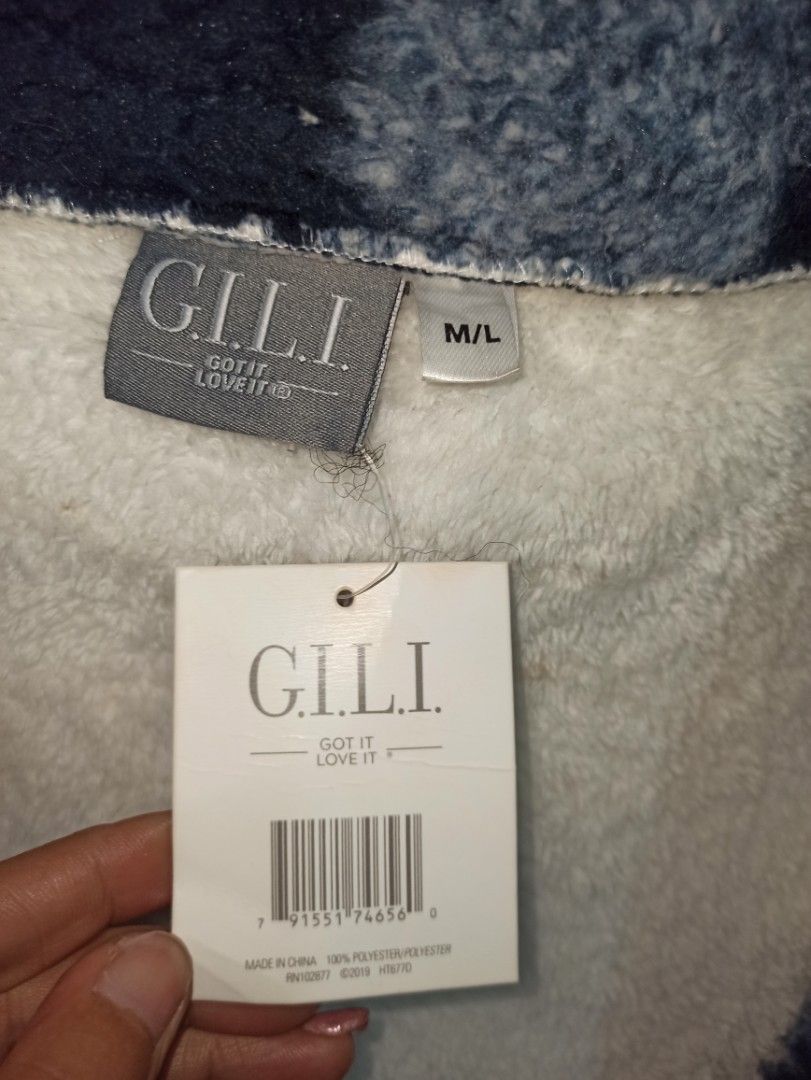 G.I.L.I.
GOT IT
LOVE IT ®
M/L
G.I.L.I.
GOT IT
LOVE IT ®
7 91551 74656 0
MADE IN CHINA 100% POLYESTER/POLYESTER
RN102677 ©2019 HT677D